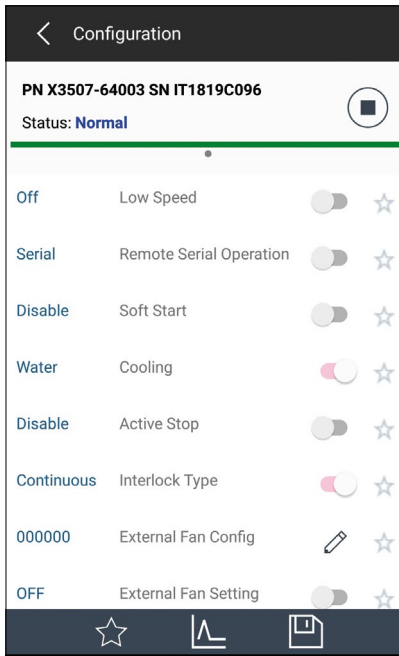 Configuration
PN X3507-64003 SN IT1819C096
Status: Normal
Off Low Speed
Serial Remote Serial Operation
Disable Soft Start
Water Cooling
Disable Active Stop
Continuous Interlock Type
000000 External Fan Config
OFF External Fan Setting